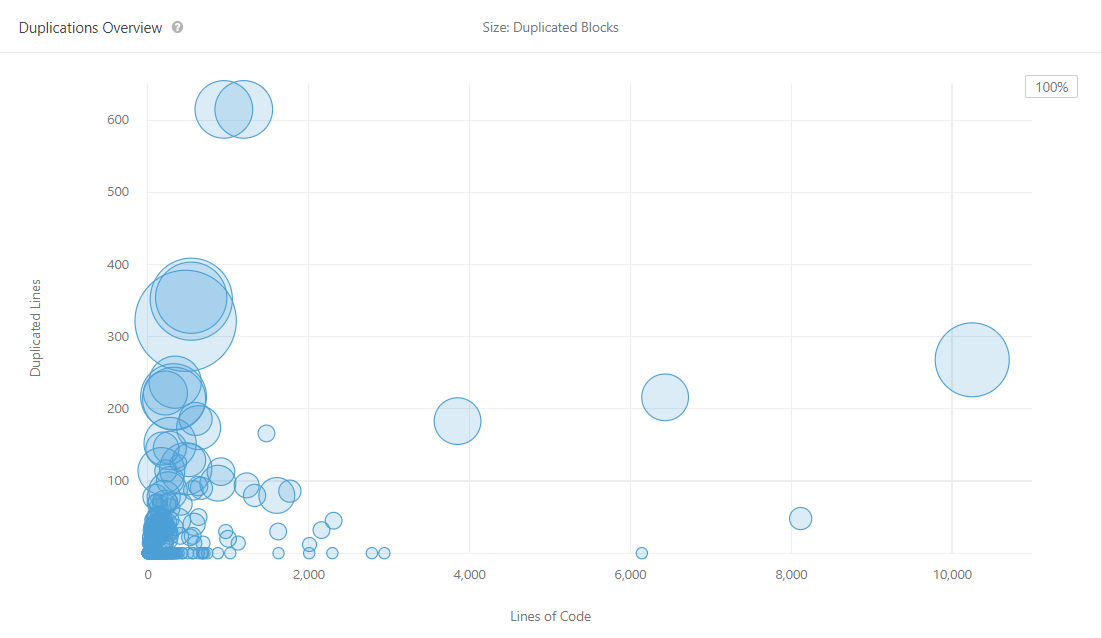 Duplications Overview ?
Size: Duplicated Blocks
100%
600
500
400
300
200
100
Duplicated Lines
0 2,000 4,000 6,000 8,000 10,000
Lines of Code